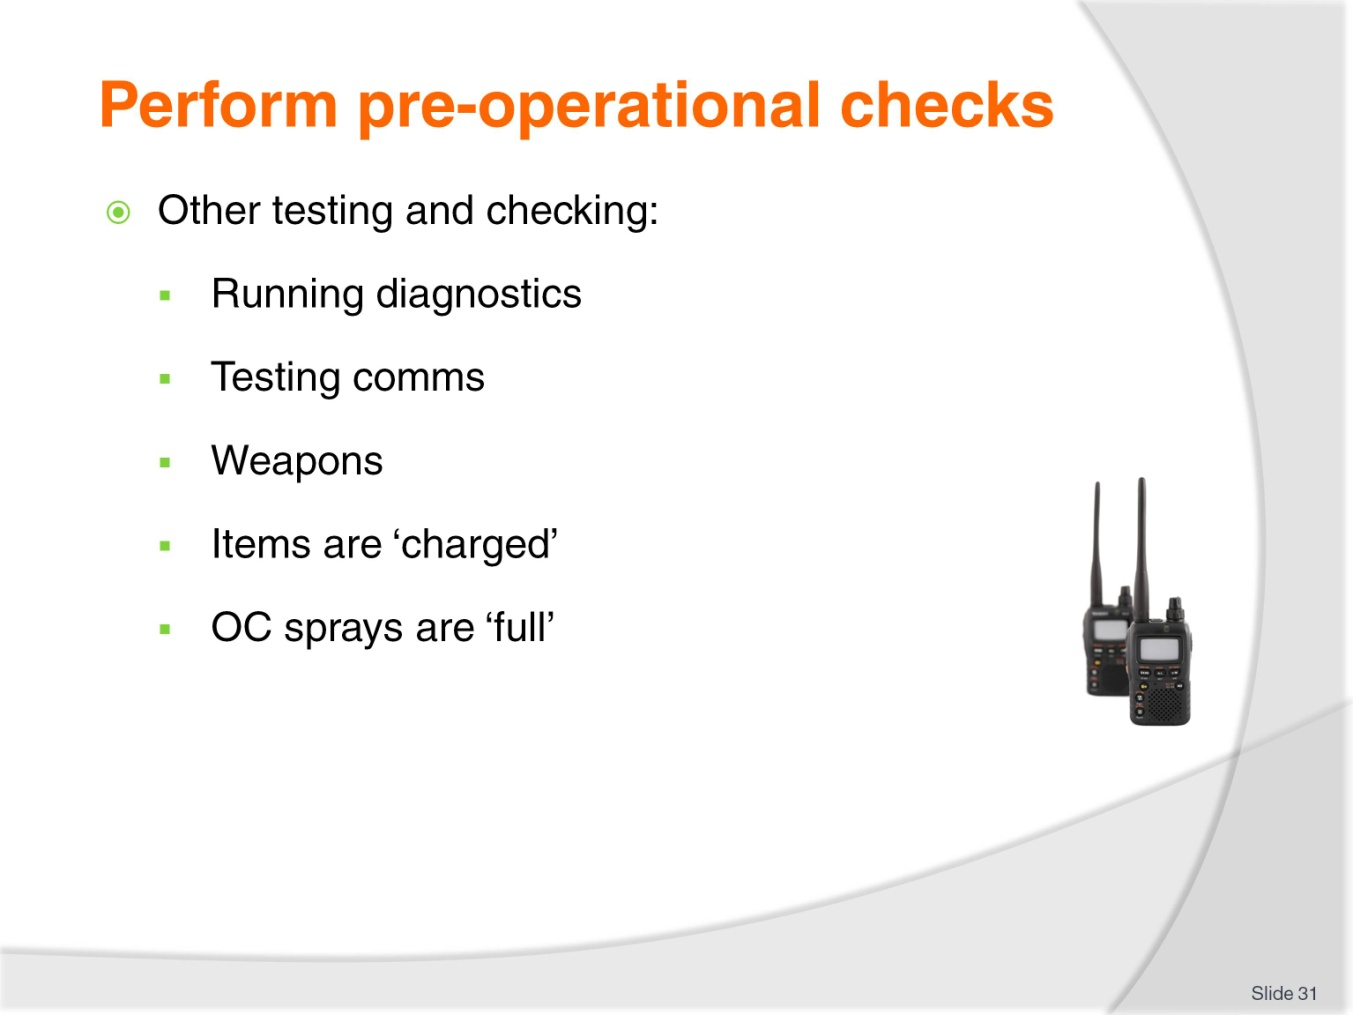 Perform pre-operational checks
Other testing and checking:
Running diagnostics
Testing comms
Weapons
Items are ‘charged’
OC sprays are ‘full’
Slide 31